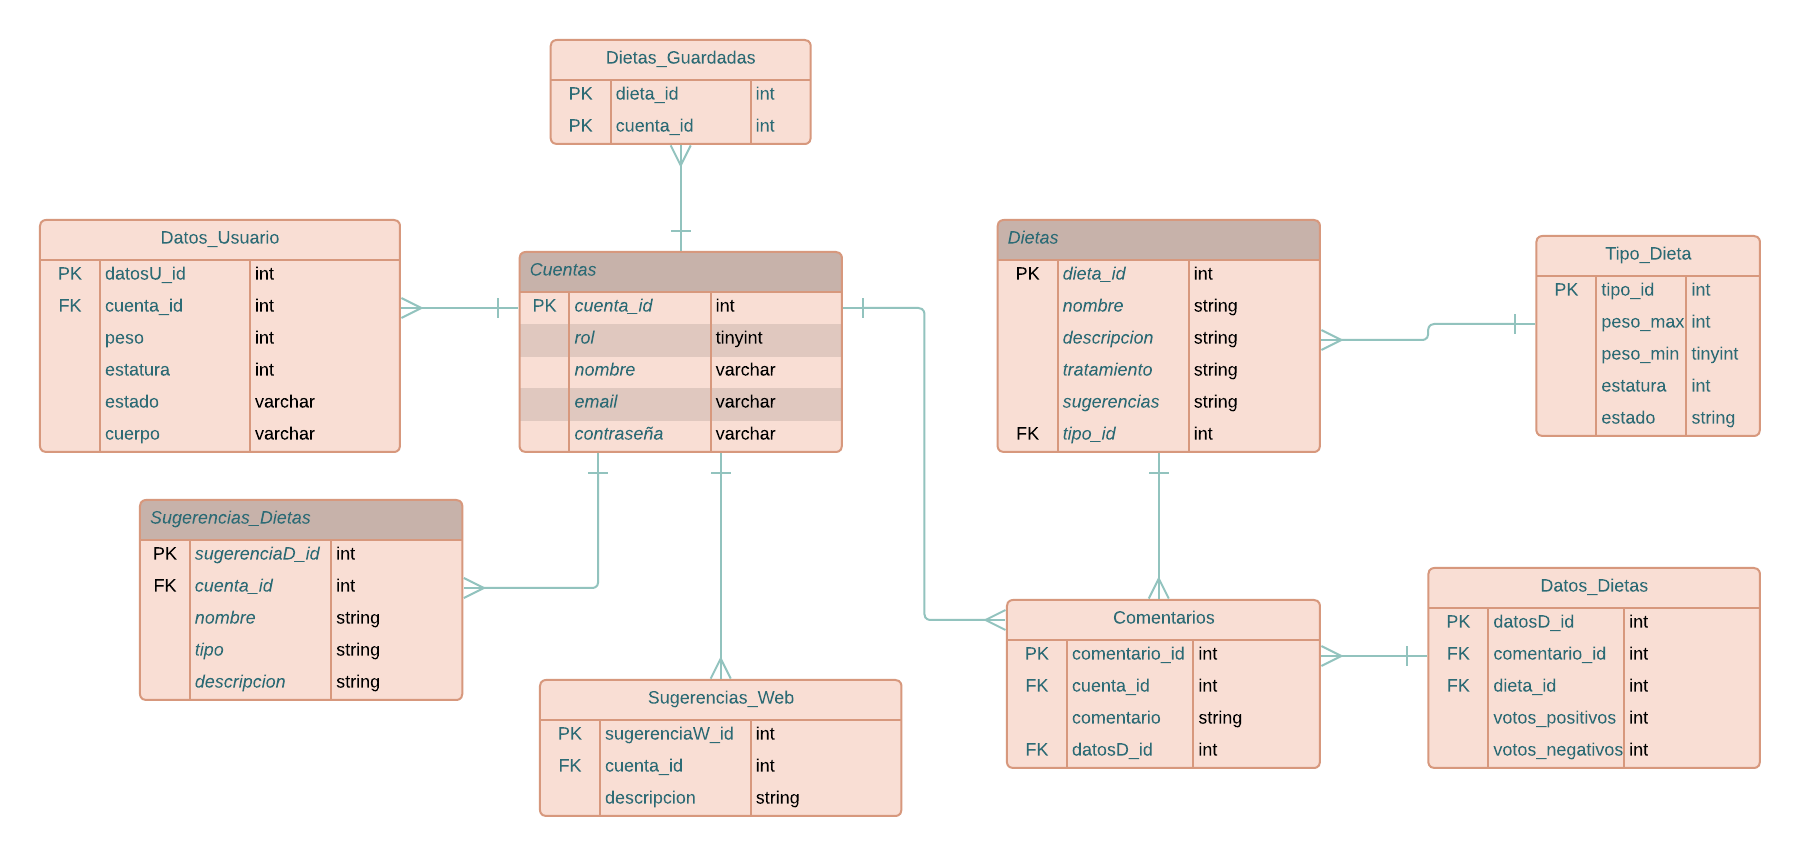 Dietas_Guardadas
PK dieta_id int
PK cuenta_id int
Datos_Usuario
PK datosU_id int
FK cuenta_id int
peso int
estatura int
estado varchar
cuerpo varchar
Cuentas
PK cuenta_id int
rol tinyint
nombre varchar
email varchar
contraseña varchar
Dietas
PK dieta_id int
nombre string
descripcion string
tratamiento string
sugerencias string
FK tipo_id int
Tipo_Dieta
PK tipo_id int
peso_max int
peso_min tinyint
estatura int
estado string
Sugerencias_Dietas
PK sugerenciaD_id int
FK cuenta_id int
nombre string
tipo string
descripcion string
Sugerencias_Web
PK sugerenciaW_id int
FK cuenta_id int
descripcion string
Comentarios
PK comentario_id int
FK cuenta_id int
comentario string
FK datosD_id int
Datos_Dietas
PK datosD_id int
FK comentario_id int
FK dieta_id int
votos_positivos int
votos_negativos int